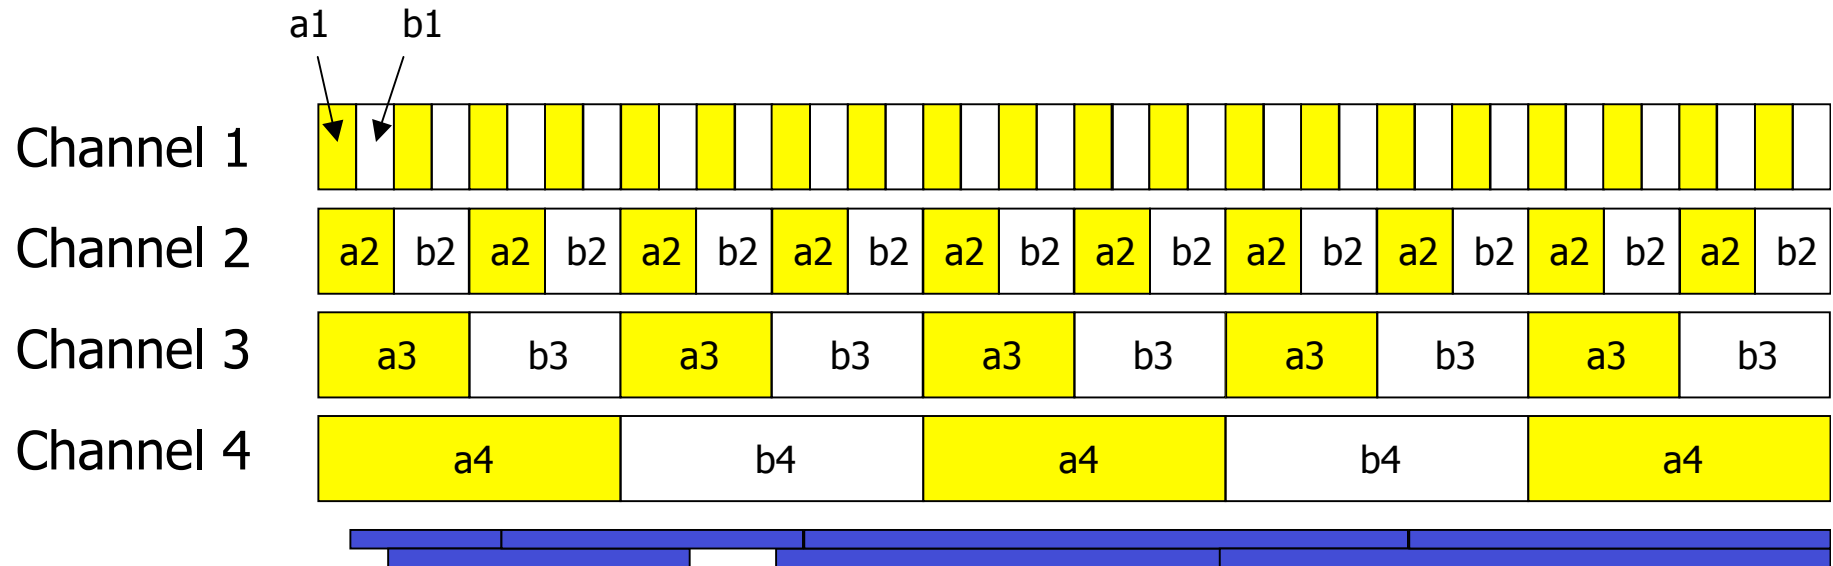 a1 b1
Channel 1
Channel 2 a2 b2 a2 b2 a2 b2 a2 b2 a2 b2 a2 b2 a2 b2 a2 b2 a2 b2 a2 b2
Channel 3 a3 b3 a3 b3 a3 b3 a3 b3 a3 b3
Channel 4 a4 b4 a4 b4 a4